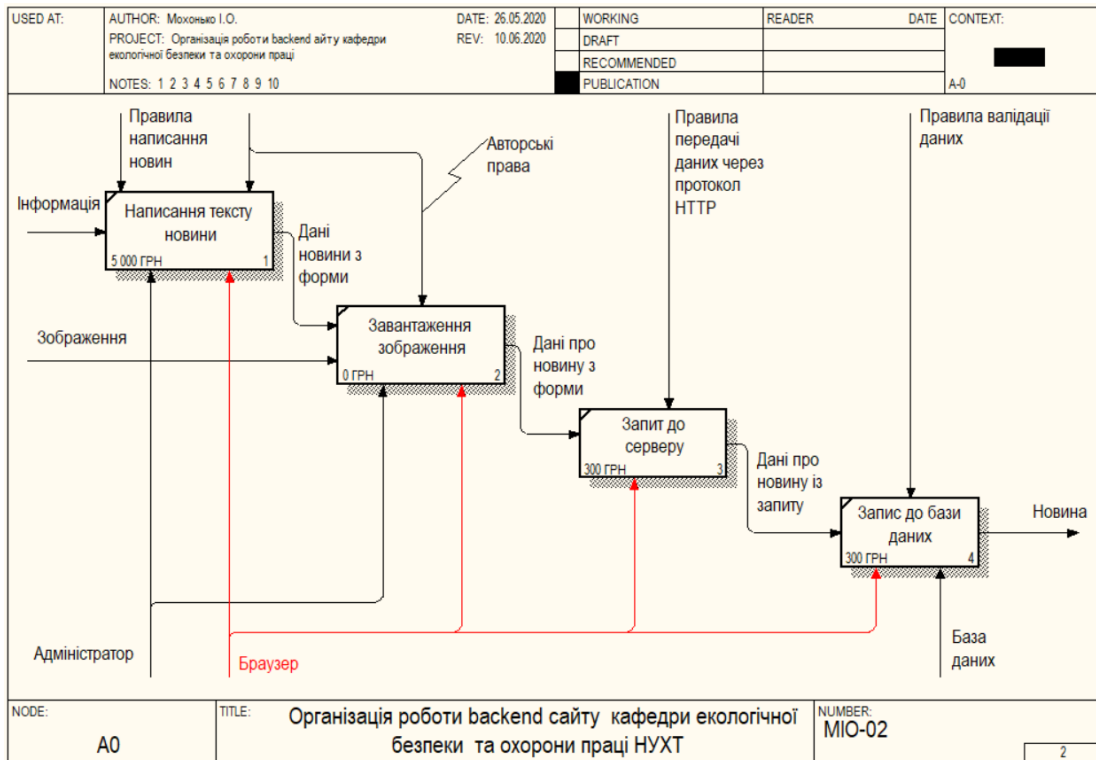 USED AT:
AUTHOR: Мохонько І.О.
DATE: 26.05.2020
PROJECT: Організація роботи backend айту кафедри
REV: 10.06.2020
екологічної безпеки та охорони праці
NOTES: 1 2 3 4 5 6 7 8 9 10
WORKING
DRAFT
RECOMMENDED
PUBLICATION
READER
DATE
CONTEXT:
A-0
Правила
написання
новин
Авторські
права
Правила
передачі
даних через
протокол
HTTP
Правила валідації
даних
Інформація
Написання тексту
новини
5 000 ГРН
1
Дані
новини з
форми
Зображення
Завантаження
зображення
0 ГРН
2
Дані про
новину з
форми
Запит до
серверу
300 ГРН
3
Дані про
новину із
запиту
Запис до бази
даних
300 ГРН
4
Новина
Адміністратор
Браузер
База
даних
NODE:
A0
TITLE:
Організація роботи backend сайту кафедри екологічної
безпеки та охорони праці НУХТ
NUMBER:
МІО-02
2